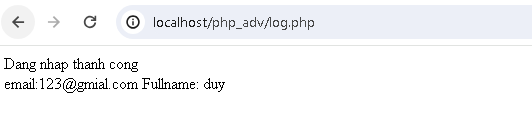 localhost/php_adv/log.php
Dang nhap thanh cong
email:123@gmial.com Fullname: duy